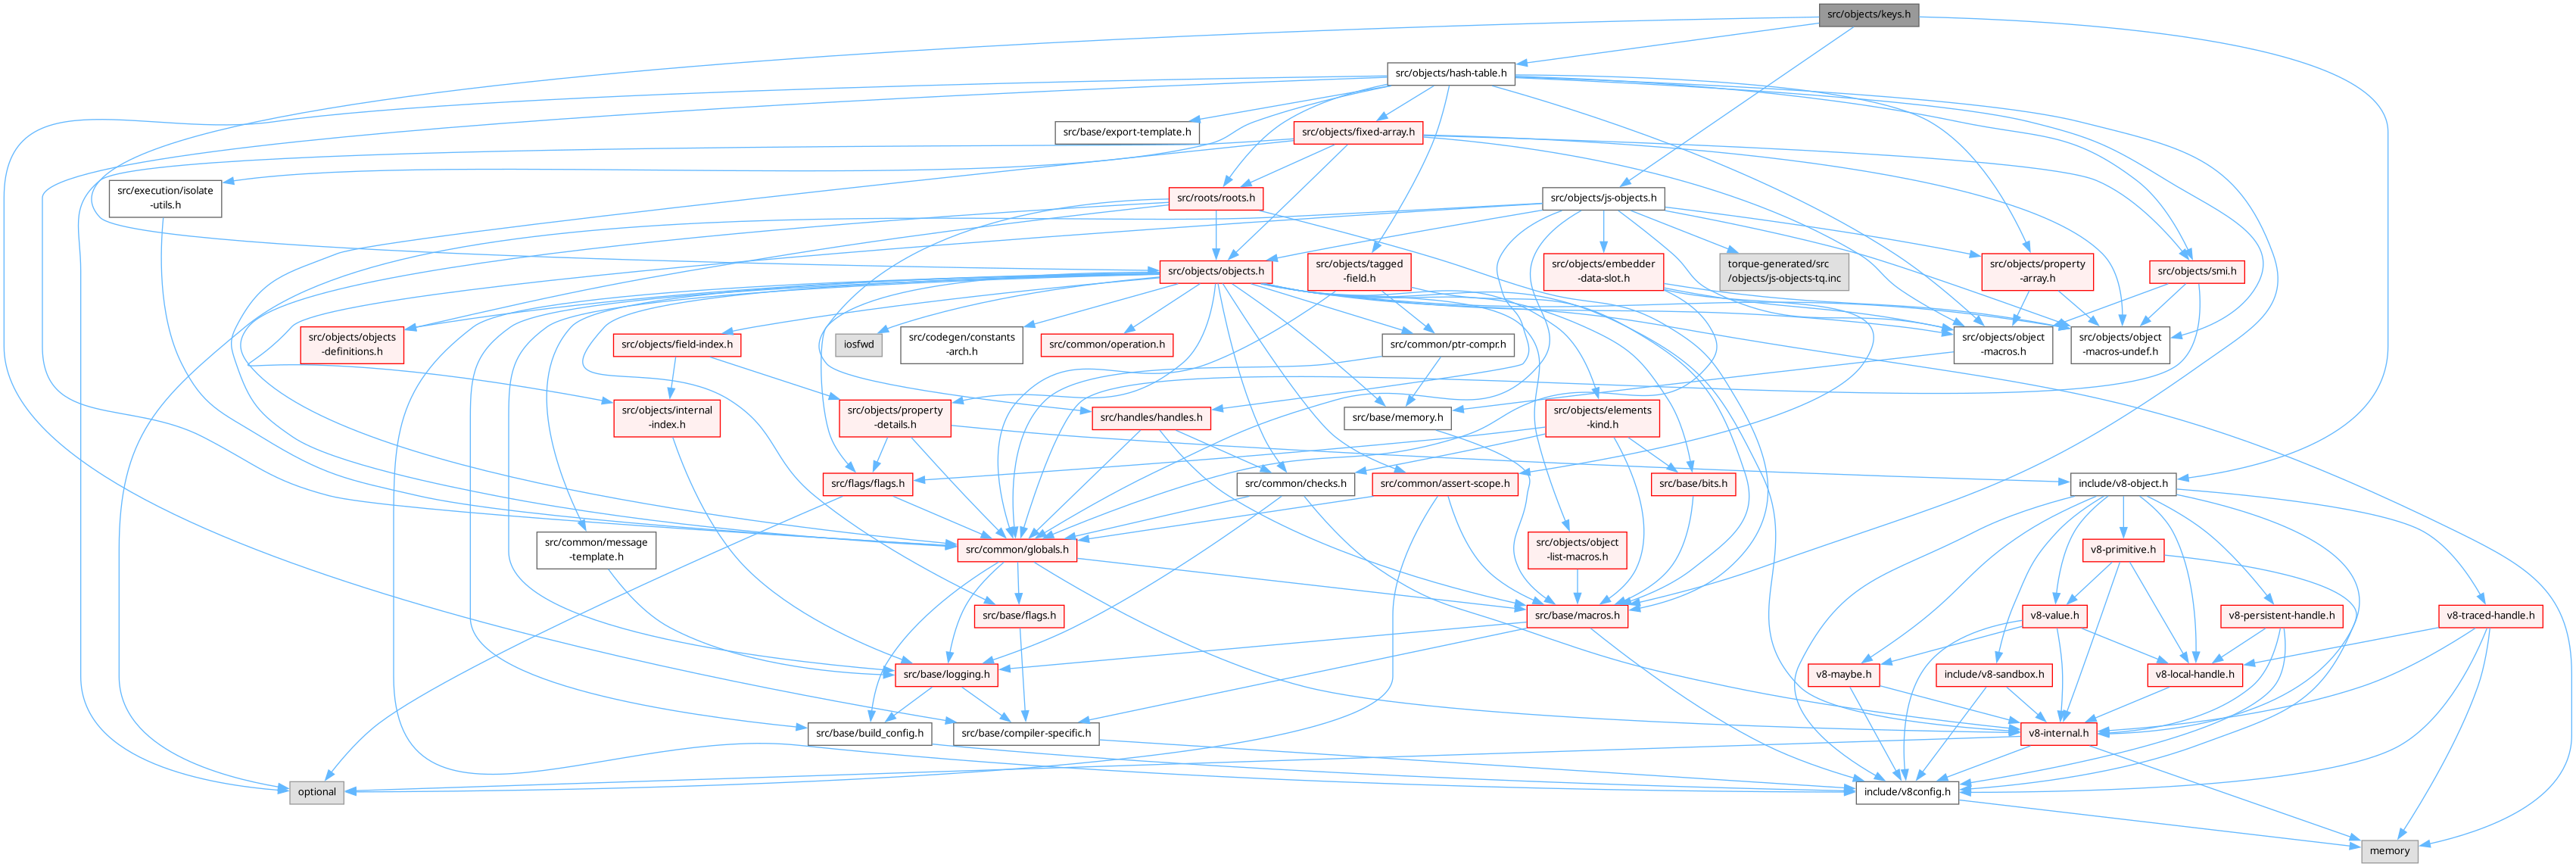 src/objects/keys.h
src/objects/hash-table.h
src/base/export-template.h
src/objects/fixed-array.h
src/execution/isolate
-utils.h
src/roots/roots.h
src/objects/js-objects.h
src/objects/objects.h
src/objects/tagged
-field.h
src/objects/embedder
-data-slot.h
torque-generated/src
/objects/js-objects-tq.inc
src/objects/property
-array.h
src/objects/smi.h
src/objects/objects
-definitions.h
src/objects/field-index.h
iosfwd
src/codegen/constants
-arch.h
src/common/operation.h
src/common/ptr-compr.h
src/objects/object
-macros.h
src/objects/object
-macros-undef.h
src/objects/internal
-index.h
src/objects/property
-details.h
src/handles/handles.h
src/base/memory.h
src/objects/elements
-kind.h
src/flags/flags.h
src/common/checks.h
src/common/assert-scope.h
src/base/bits.h
include/v8-object.h
src/common/message
-template.h
src/common/globals.h
src/objects/object
-list-macros.h
v8-primitive.h
src/base/flags.h
src/base/macros.h
v8-value.h
v8-persistent-handle.h
v8-traced-handle.h
src/base/logging.h
v8-maybe.h
include/v8-sandbox.h
v8-local-handle.h
src/base/build_config.h
src/base/compiler-specific.h
v8-internal.h
optional
include/v8config.h
memory